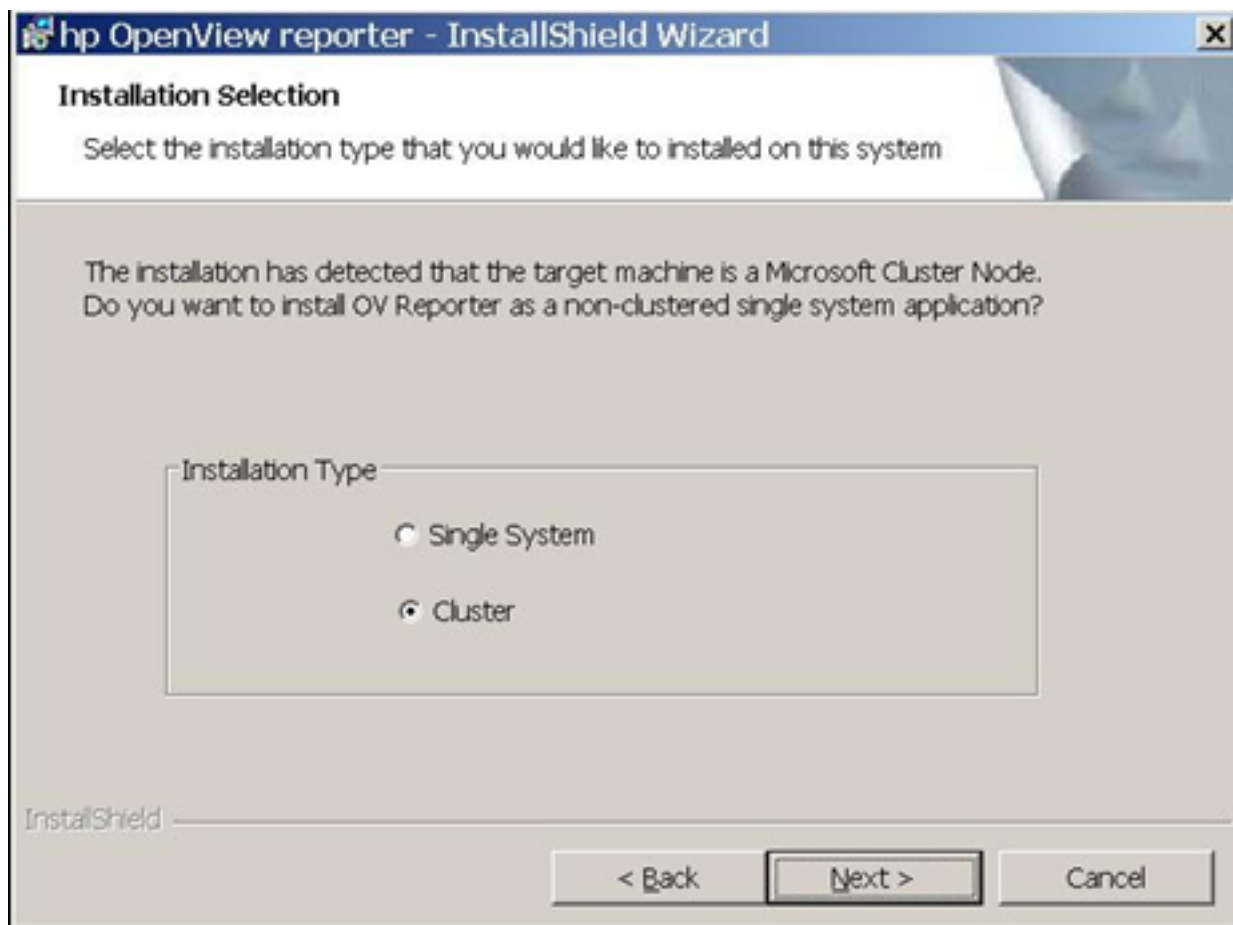 hp OpenView reporter - InstallShield Wizard
Installation Selection
Select the installation type that you would like to installed on this system
The installation has detected that the target machine is a Microsoft Cluster Node.
Do you want to install OV Reporter as a non-clustered single system application?
Installation Type
Single System
Cluster
InstallShield
< Back
Next >
Cancel